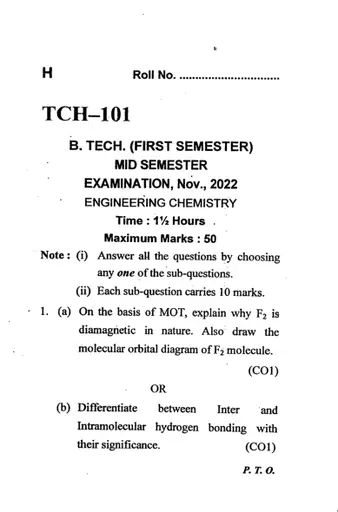 H Roll No. ................................
TCH–101
B. TECH. (FIRST SEMESTER)
MID SEMESTER
EXAMINATION, Nov., 2022
ENGINEERING CHEMISTRY
Time : 1½ Hours
Maximum Marks : 50
Note : (i) Answer all the questions by choosing
any one of the sub-questions.
(ii) Each sub-question carries 10 marks.
1. (a) On the basis of MOT, explain why F₂ is
diamagnetic in nature. Also draw the
molecular orbital diagram of F₂ molecule.
(CO1)
OR
(b) Differentiate between Inter and
Intramolecular hydrogen bonding with
their significance. (CO1)
P. T. O.